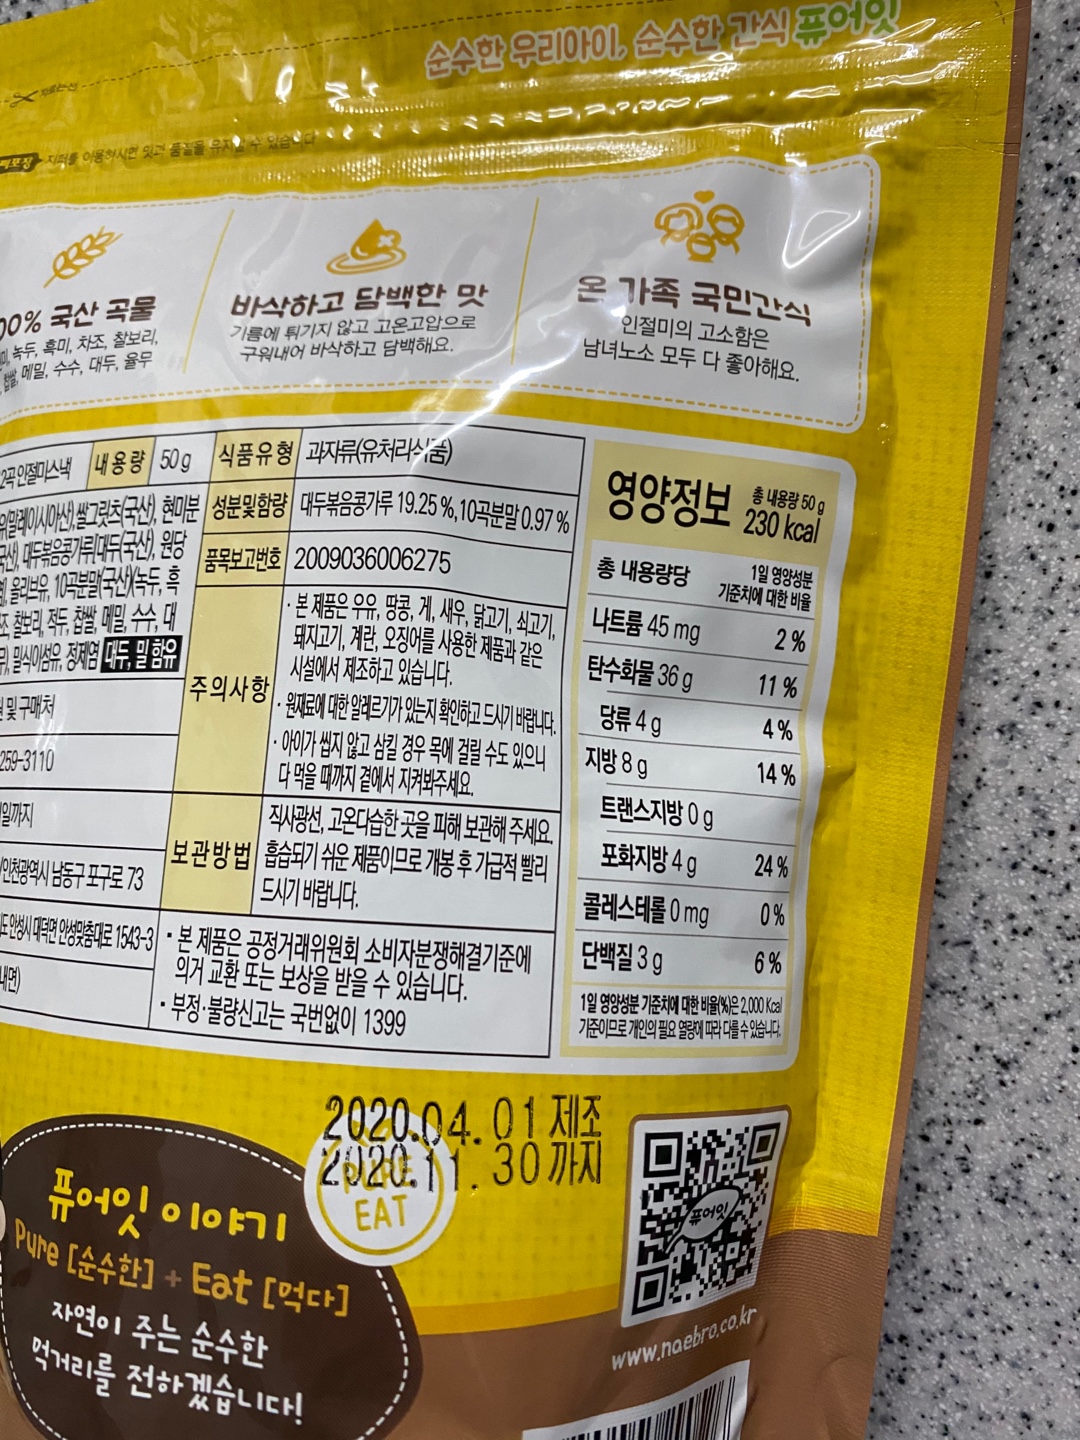 순수한 우리아이, 순수한 간식 퓨어잇
지퍼를 이용하시면 맛과 품질을 유지할 수 있습니다
00% 국산 곡물
녹두, 흑미, 차조, 찰보리,
찹쌀, 메밀, 수수, 대두, 율무
바삭하고 담백한 맛
기름에 튀기지 않고 고온고압으로
구워내어 바삭하고 담백해요.
온 가족 국민간식
인절미의 고소함은
남녀노소 모두 다 좋아해요.
2곡 인절미스낵
내용량 50g
식품유형 과자류(유처리식품)
유(말레이시아산), 쌀그릿츠(국산), 현미분
국산), 대두볶음콩가루[대두(국산), 원당
올리브유, 10곡분말(국산)(녹두, 흑
조, 찰보리, 적두, 찹쌀, 메밀, 수수, 대
밀식이섬유, 정제염 대두, 밀 함유
및 구매처
259-3110
일까지
/인천광역시 남동구 포구로 73
도 안성시 대덕면 안성맞춤대로 1543-3
내면)
성분및함량 대두볶음콩가루 19.25 %, 10곡분말 0.97 %
품목보고번호 2009036006275
주의사항
· 본 제품은 우유, 땅콩, 게, 새우, 닭고기, 쇠고기,
돼지고기, 계란, 오징어를 사용한 제품과 같은
시설에서 제조하고 있습니다.
· 원재료에 대한 알레르기가 있는지 확인하고 드시기 바랍니다.
· 아이가 씹지 않고 삼킬 경우 목에 걸릴 수도 있으니
다 먹을 때까지 곁에서 지켜봐주세요.
보관방법
직사광선, 고온다습한 곳을 피해 보관해 주세요.
흡습되기 쉬운 제품이므로 개봉 후 가급적 빨리
드시기 바랍니다.
· 본 제품은 공정거래위원회 소비자분쟁해결기준에
의거 교환 또는 보상을 받을 수 있습니다.
· 부정·불량신고는 국번없이 1399
영양정보
총 내용량 50 g
230 kcal
총 내용량당
1일 영양성분
기준치에 대한 비율
나트륨 45 mg 2 %
탄수화물 36 g 11 %
당류 4 g 4 %
지방 8 g 14 %
트랜스지방 0 g
포화지방 4 g 24 %
콜레스테롤 0 mg 0 %
단백질 3 g 6 %
1일 영양성분 기준치에 대한 비율(%)은 2,000 Kcal
기준이므로 개인의 필요 열량에 따라 다를 수 있습니다.
2020.04.01 제조
2020.11.30 까지
PURE
EAT
퓨어잇 이야기
Pure [순수한] + Eat [먹다]
자연이 주는 순수한
먹거리를 전하겠습니다!
퓨어잇
www.naebro.co.kr